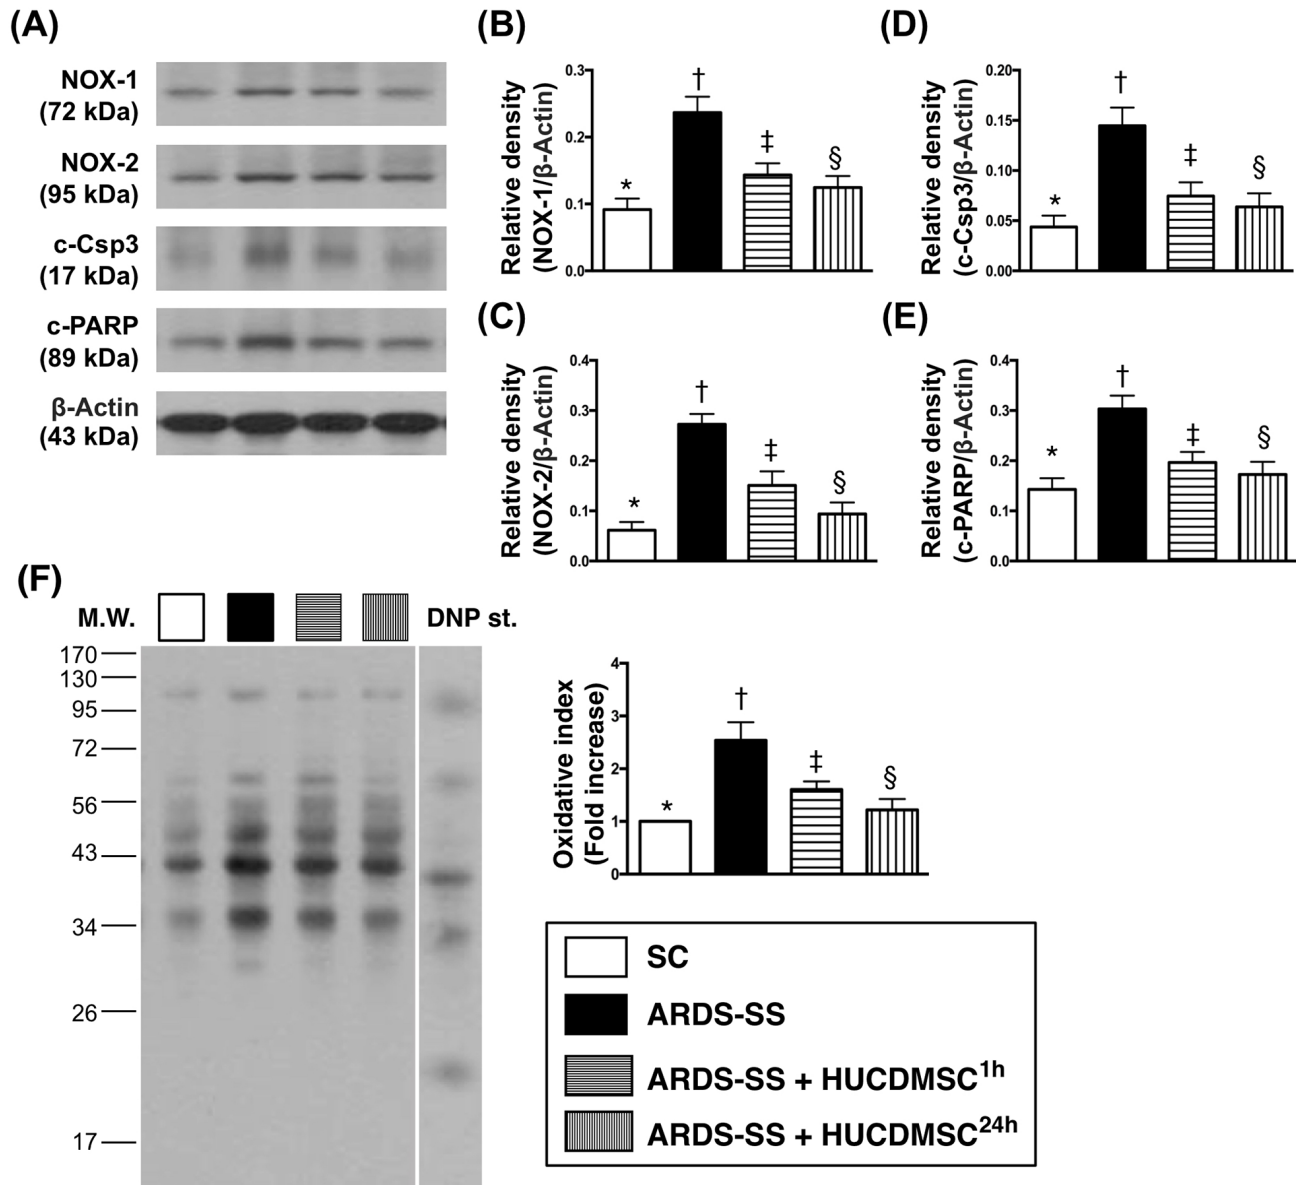 (A)
NOX-1
(72 kDa)
NOX-2
(95 kDa)
c-Csp3
(17 kDa)
c-PARP
(89 kDa)
β-Actin
(43 kDa)
(B)
Relative density
(NOX-1/β-Actin)
0.3
0.2
0.1
0.0
*
†
‡
§
(D)
Relative density
(c-Csp3/β-Actin)
0.20
0.15
0.10
0.05
0.00
*
†
‡
§
(C)
Relative density
(NOX-2/β-Actin)
0.4
0.3
0.2
0.1
0.0
*
†
‡
§
(E)
Relative density
(c-PARP/β-Actin)
0.4
0.3
0.2
0.1
0.0
*
†
‡
§
(F)
M.W.
DNP st.
170
130
95
72
56
43
34
26
17
Oxidative index
(Fold increase)
4
3
2
1
0
*
†
‡
§
SC
ARDS-SS
ARDS-SS + HUCDMSC1h
ARDS-SS + HUCDMSC24h